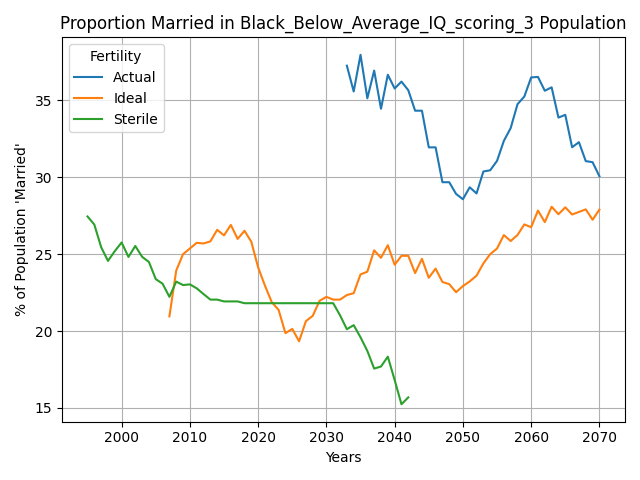 Proportion Married in Black_Below_Average_IQ_scoring_3 Population
Fertility
Actual
Ideal
Sterile
% of Population 'Married'
35
30
25
20
15
2000 2010 2020 2030 2040 2050 2060 2070
Years